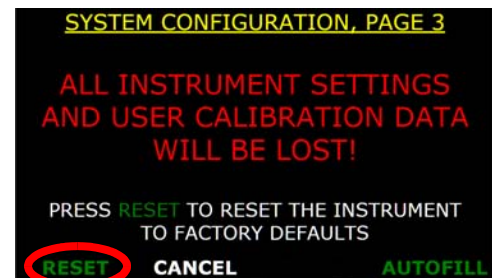 SYSTEM CONFIGURATION, PAGE 3
ALL INSTRUMENT SETTINGS
AND USER CALIBRATION DATA
WILL BE LOST!
PRESS RESET TO RESET THE INSTRUMENT
TO FACTORY DEFAULTS
RESET CANCEL AUTOFILL